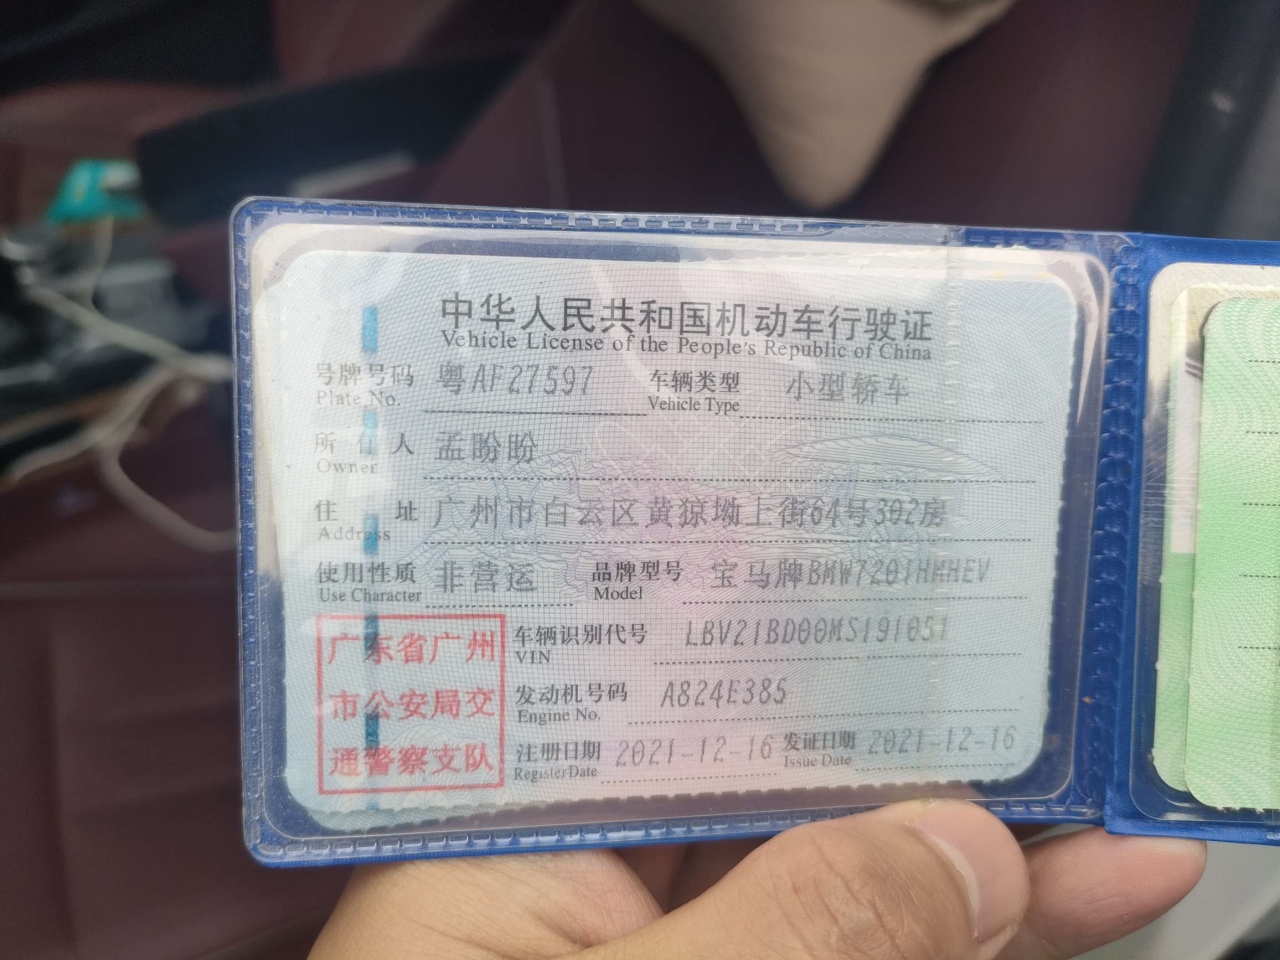 中华人民共和国机动车行驶证
Vehicle License of the People's Republic of China
号牌号码 粤AF27597 车辆类型 小型轿车
Plate No. Vehicle Type
所有人 孟盼盼
Owner
住址 广州市白云区黄猄坳上街64号302房
Address
使用性质 非营运 品牌型号 宝马牌BMW7201HMHEV
Use Character Model
车辆识别代号 LBV21BD00MS191051
VIN
发动机号码 A824E385
Engine No.
注册日期 2021-12-16 发证日期 2021-12-16
Register Date Issue Date
广东省广州
市公安局交
通警察支队